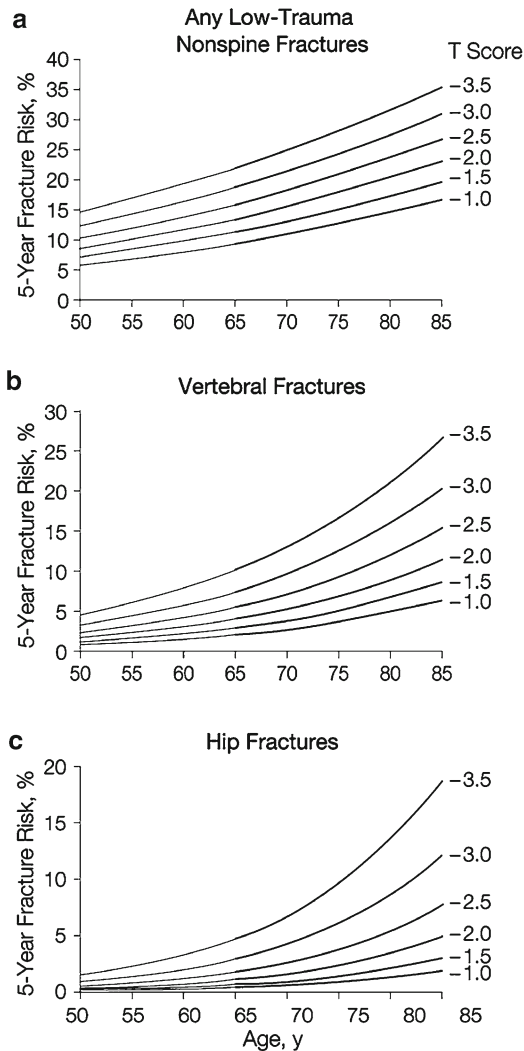 a
Any Low-Trauma
Nonspine Fractures
T Score
5-Year Fracture Risk, %
40
35
30
25
20
15
10
5
0
50 55 60 65 70 75 80 85
−3.5
−3.0
−2.5
−2.0
−1.5
−1.0
b
Vertebral Fractures
5-Year Fracture Risk, %
30
25
20
15
10
5
0
50 55 60 65 70 75 80 85
−3.5
−3.0
−2.5
−2.0
−1.5
−1.0
c
Hip Fractures
5-Year Fracture Risk, %
20
15
10
5
0
50 55 60 65 70 75 80 85
−3.5
−3.0
−2.5
−2.0
−1.5
−1.0
Age, y